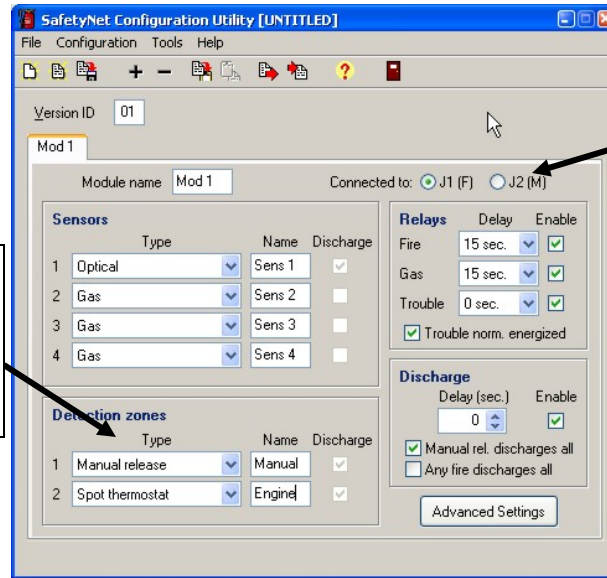 SafetyNet Configuration Utility [UNTITLED]
File Configuration Tools Help
Version ID 01
Mod 1
Module name Mod 1 Connected to: J1 (F) J2 (M)
Sensors
Type Name Discharge
1 Optical Sens 1
2 Gas Sens 2
3 Gas Sens 3
4 Gas Sens 4
Detection zones
Type Name Discharge
1 Manual release Manual
2 Spot thermostat Engine
Relays Delay Enable
Fire 15 sec.
Gas 15 sec.
Trouble 0 sec.
Trouble norm. energized
Discharge
Delay (sec.) Enable
0
Manual rel. discharges all
Any fire discharges all
Advanced Settings